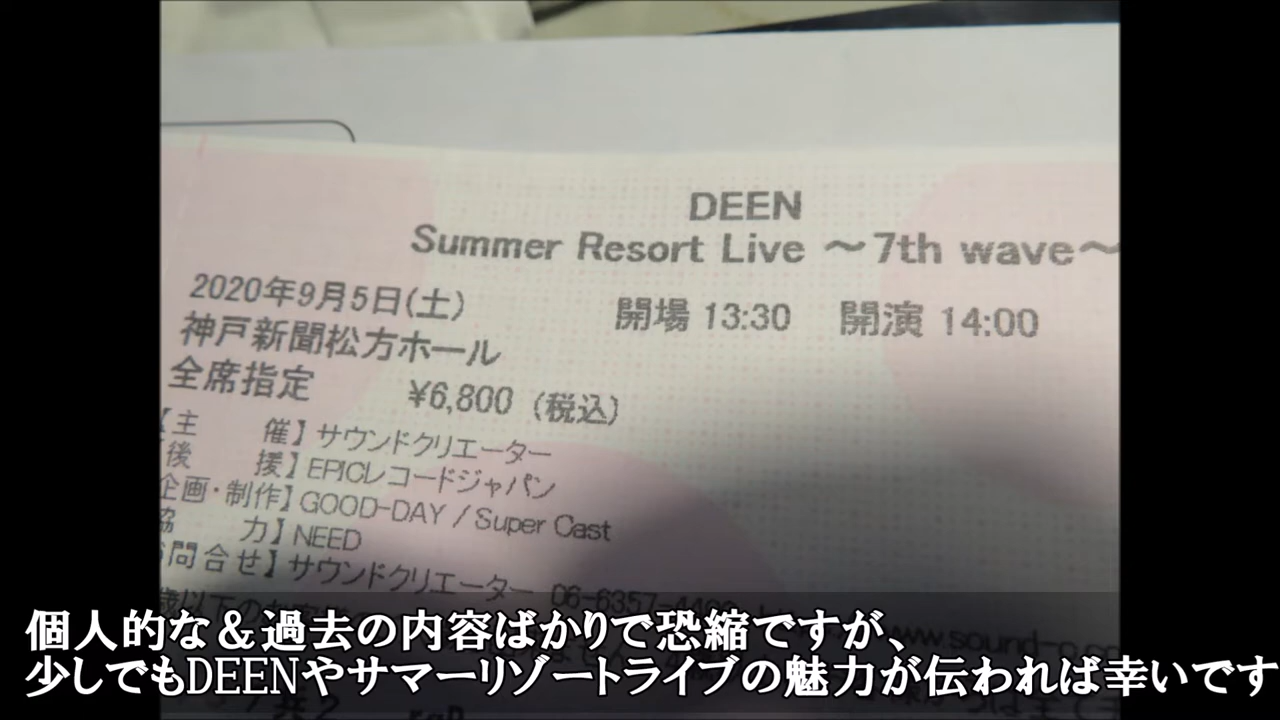 DEEN
Summer Resort Live ～7th wave～
2020年9月5日(土) 開場 13:30 開演 14:00
神戸新聞松方ホール
全席指定 ¥6,800 (税込)
【主 催】サウンドクリエーター
後 援】EPICレコードジャパン
企画・制作】GOOD-DAY / Super Cast
協 力】NEED
問合せ】サウンドクリエーター 06-6357-
www.sound-c
個人的な＆過去の内容ばかりで恐縮ですが、
少しでもDEENやサマーリゾートライブの魅力が伝われば幸いです